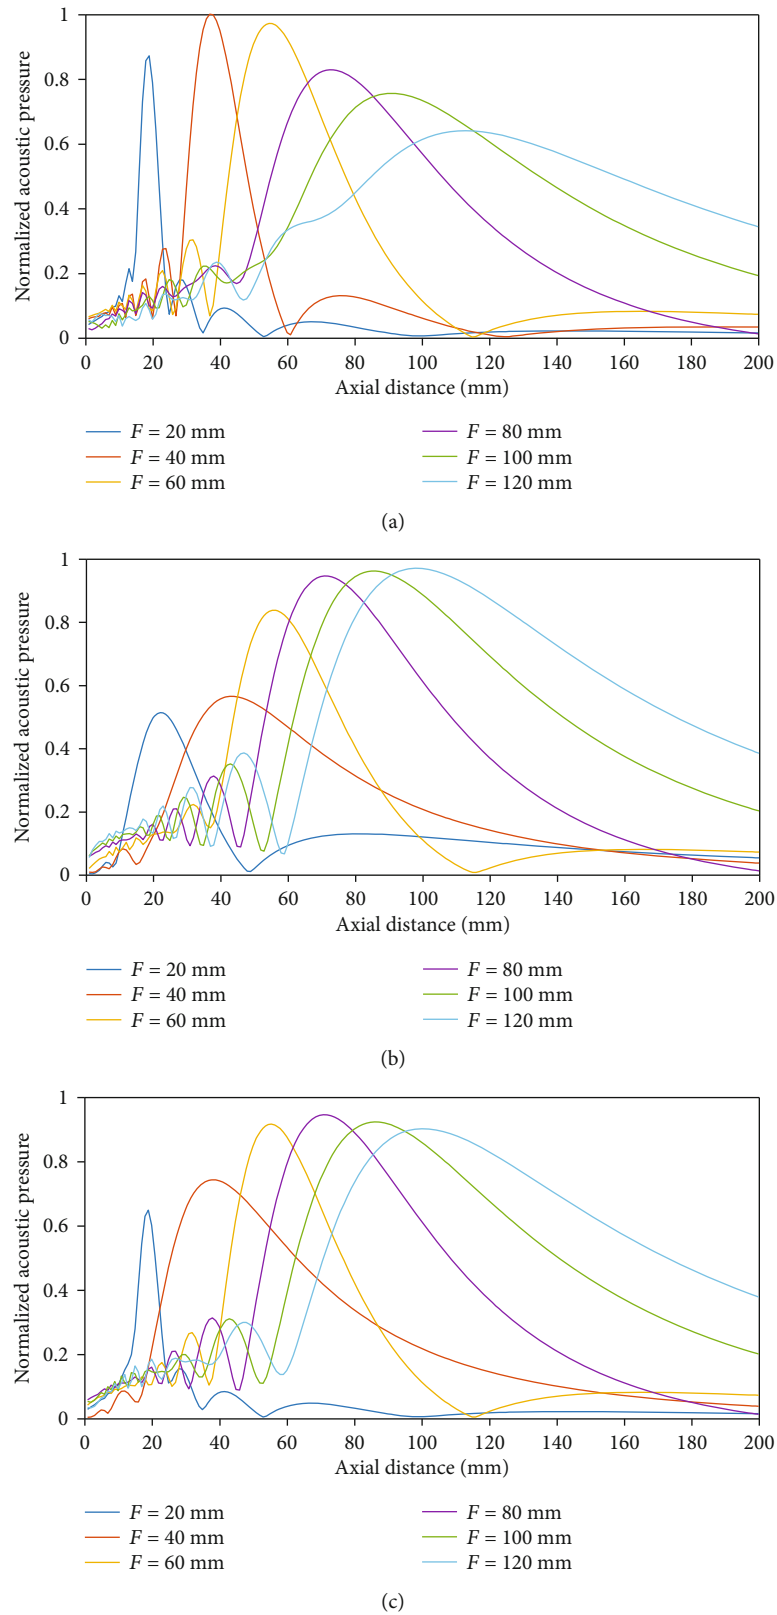 1
0.8
0.6
0.4
0.2
0
Normalized acoustic pressure
0 20 40 60 80 100 120 140 160 180 200
Axial distance (mm)
F = 20 mm F = 80 mm
F = 40 mm F = 100 mm
F = 60 mm F = 120 mm
(a)
1
0.8
0.6
0.4
0.2
0
Normalized acoustic pressure
0 20 40 60 80 100 120 140 160 180 200
Axial distance (mm)
F = 20 mm F = 80 mm
F = 40 mm F = 100 mm
F = 60 mm F = 120 mm
(b)
1
0.8
0.6
0.4
0.2
0
Normalized acoustic pressure
0 20 40 60 80 100 120 140 160 180 200
Axial distance (mm)
F = 20 mm F = 80 mm
F = 40 mm F = 100 mm
F = 60 mm F = 120 mm
(c)